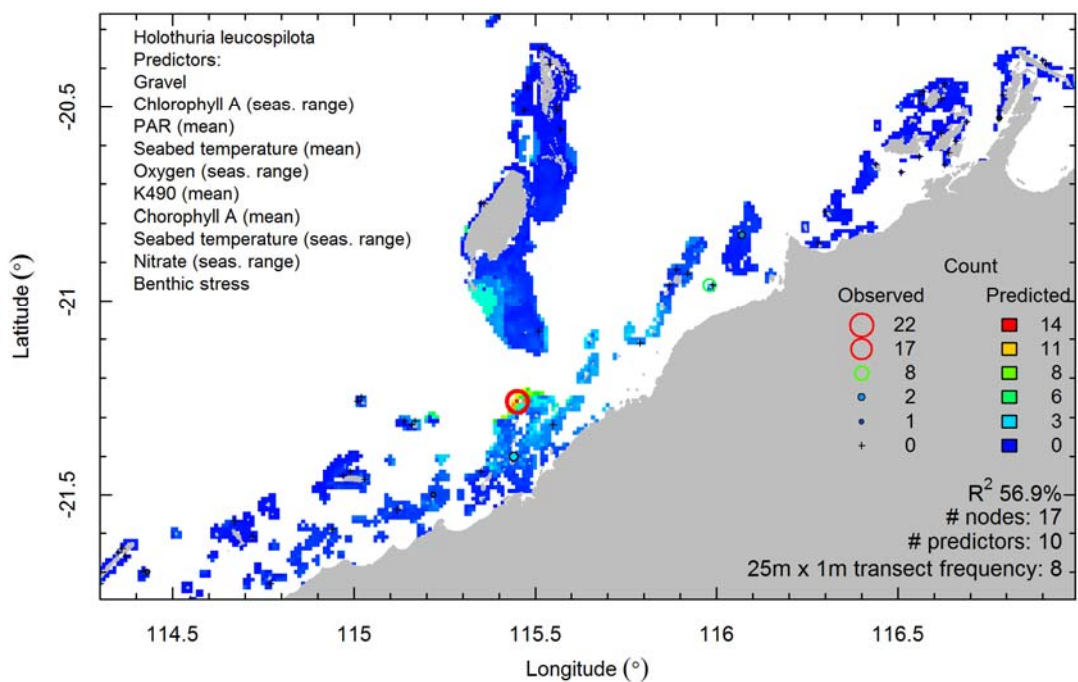 Holothuria leucospilota
Predictors:
Gravel
Chlorophyll A (seas. range)
PAR (mean)
Seabed temperature (mean)
Oxygen (seas. range)
K490 (mean)
Chorophyll A (mean)
Seabed temperature (seas. range)
Nitrate (seas. range)
Benthic stress
Latitude (°)
-20.5
-21
-21.5
Count
Observed Predicted
22 14
17 11
8 8
2 6
1 3
0 0
R² 56.9%
# nodes: 17
# predictors: 10
25m x 1m transect frequency: 8
114.5 115 115.5 116 116.5
Longitude (°)